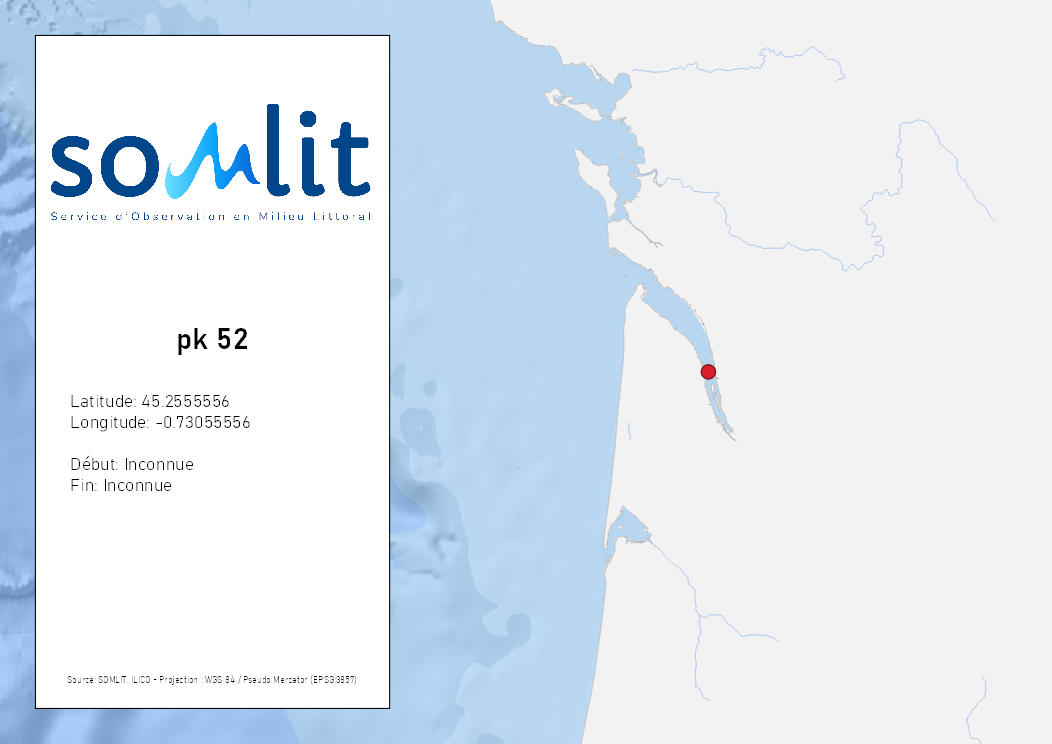 somlit
Service d'Observation en Milieu Littoral
pk 52
Latitude: 45.2555556
Longitude: -0.73055556
Début: Inconnue
Fin: Inconnue
Source: SOMLIT, ILICO - Projection : WGS 84 / Pseudo Mercator (EPSG:3857)